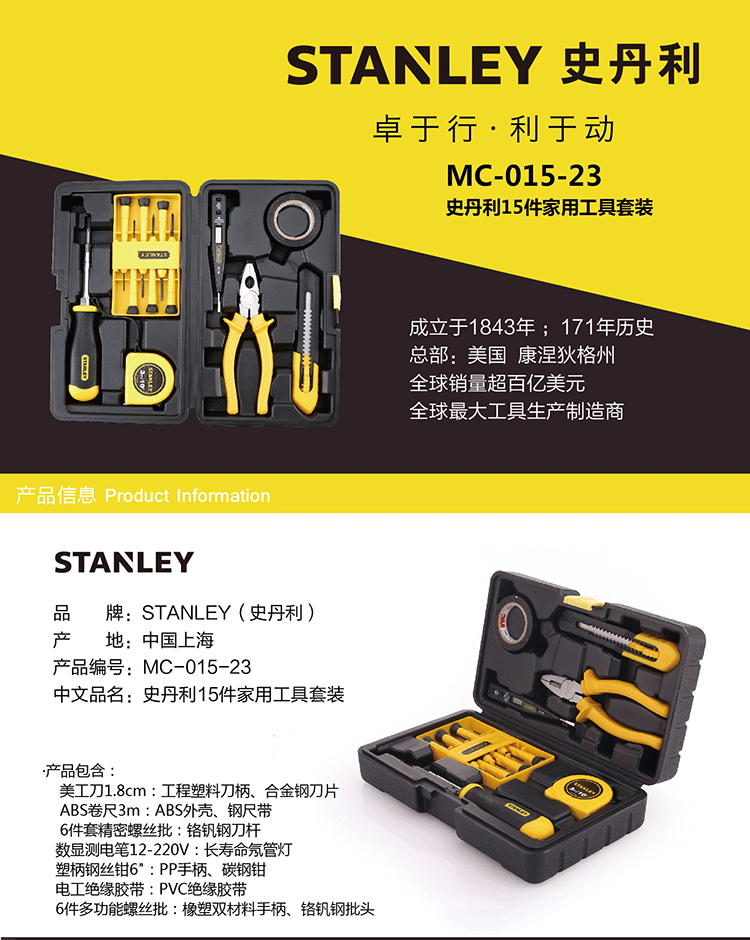 STANLEY 史丹利
卓于行·利于动
MC-015-23
史丹利15件家用工具套装
成立于1843年 ；171年历史
总部：美国 康涅狄格州
全球销量超百亿美元
全球最大工具生产制造商
STANLEY
STANLEY
STANLEY
3m/10'
产品信息 Product Information
STANLEY
品 牌：STANLEY（史丹利）
产 地：中国上海
产品编号：MC-015-23
中文品名：史丹利15件家用工具套装
·产品包含：
美工刀1.8cm：工程塑料刀柄、合金钢刀片
ABS卷尺3m：ABS外壳、钢尺带
6件套精密螺丝批：铬钒钢刀杆
数显测电笔12-220V：长寿命氖管灯
塑柄钢丝钳6"：PP手柄、碳钢钳
电工绝缘胶带：PVC绝缘胶带
6件多功能螺丝批：橡塑双材料手柄、铬钒钢批头
STANLEY
STANLEY
STANLEY
3m/10'